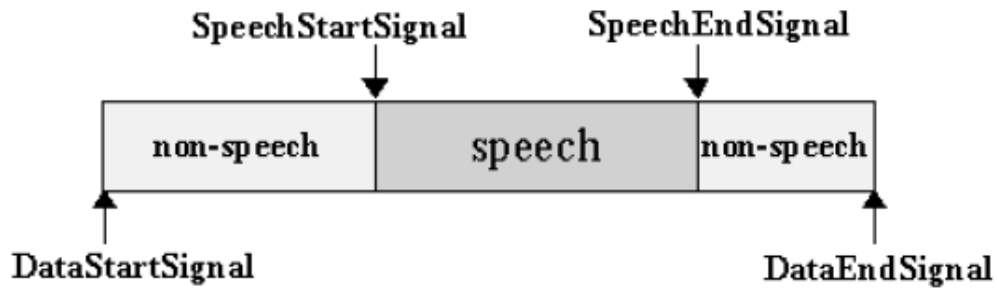 SpeechStartSignal
SpeechEndSignal
non-speech
speech
non-speech
DataStartSignal
DataEndSignal